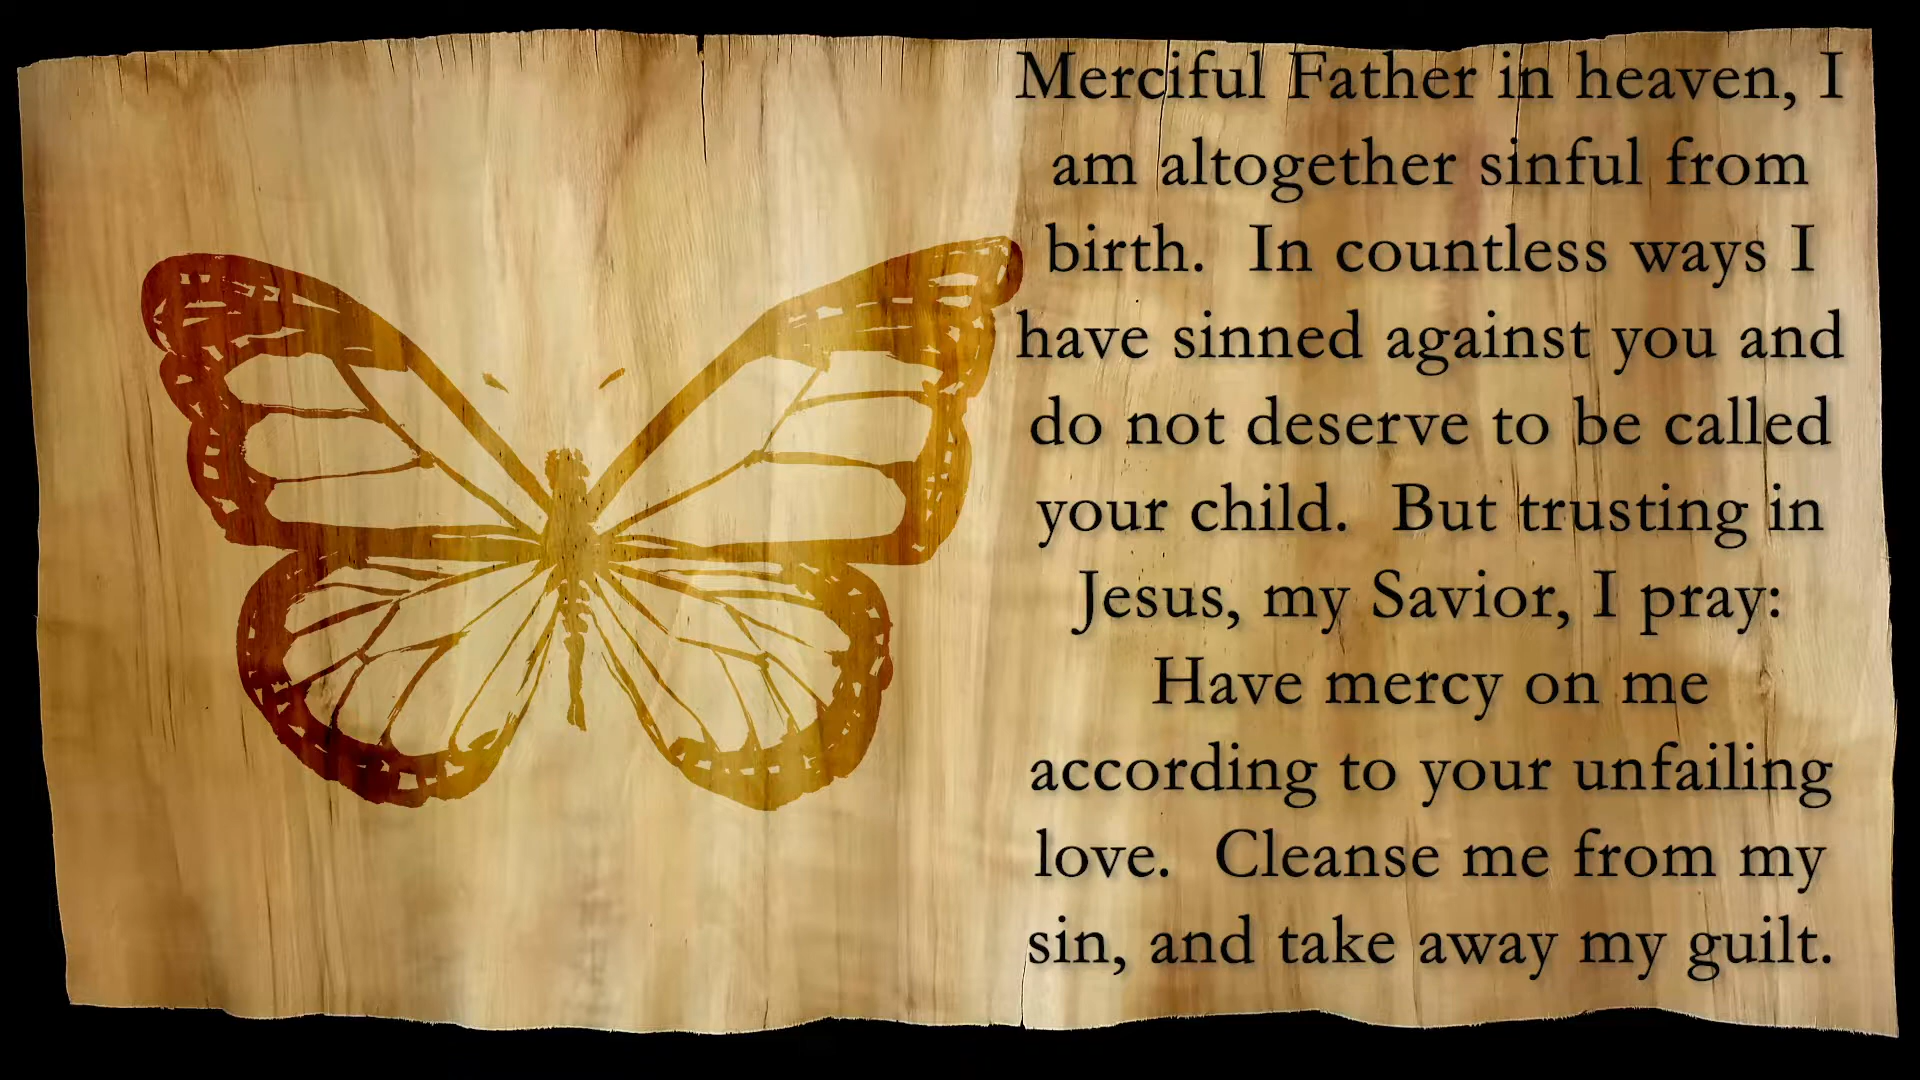 Merciful Father in heaven, I
am altogether sinful from
birth.  In countless ways I
have sinned against you and
do not deserve to be called
your child.  But trusting in
Jesus, my Savior, I pray:
Have mercy on me
according to your unfailing
love.  Cleanse me from my
sin, and take away my guilt.